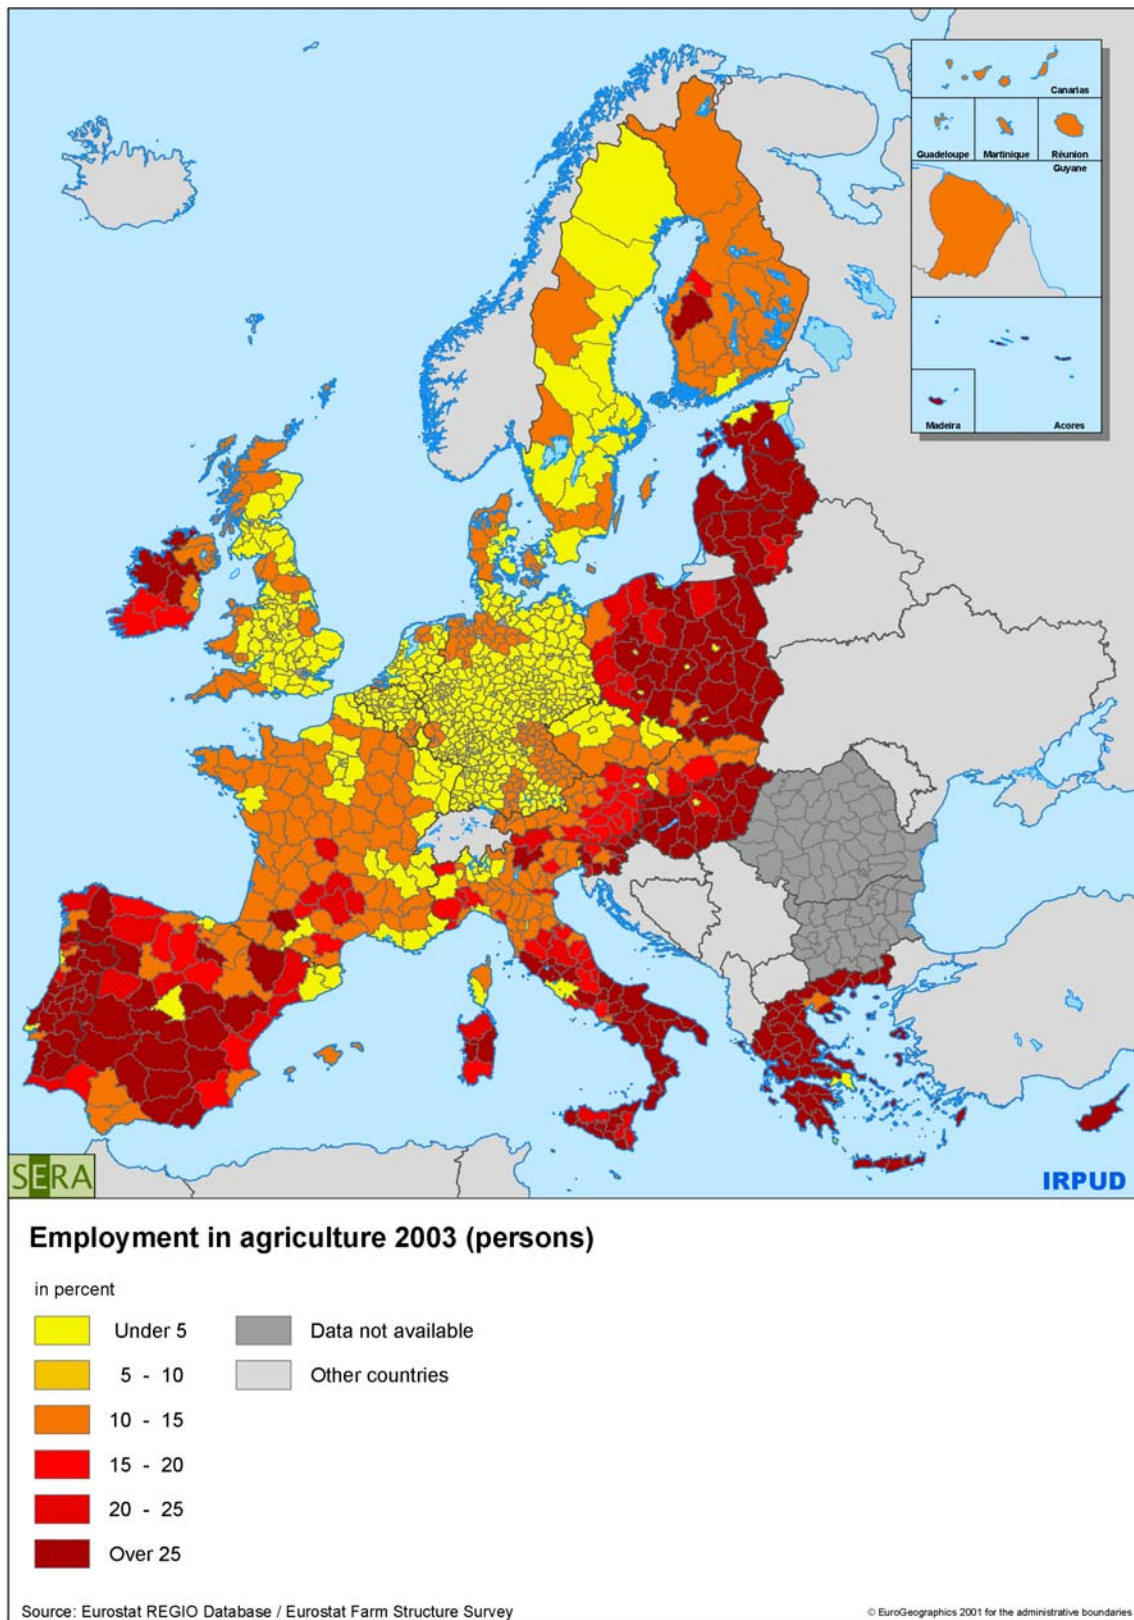 Canarias
Guadeloupe
Martinique
Réunion
Guyane
Madeira
Acores
SERA
IRPUD
Employment in agriculture 2003 (persons)
in percent
Under 5
Data not available
5 - 10
Other countries
10 - 15
15 - 20
20 - 25
Over 25
Source: Eurostat REGIO Database / Eurostat Farm Structure Survey
© EuroGeographics 2001 for the administrative boundaries